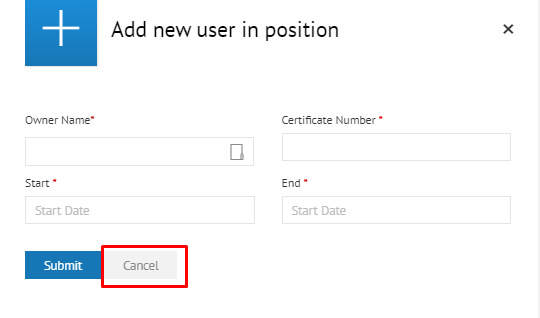 Add new user in position
Owner Name*
Certificate Number *
Start *
End *
Start Date
Start Date
Submit
Cancel